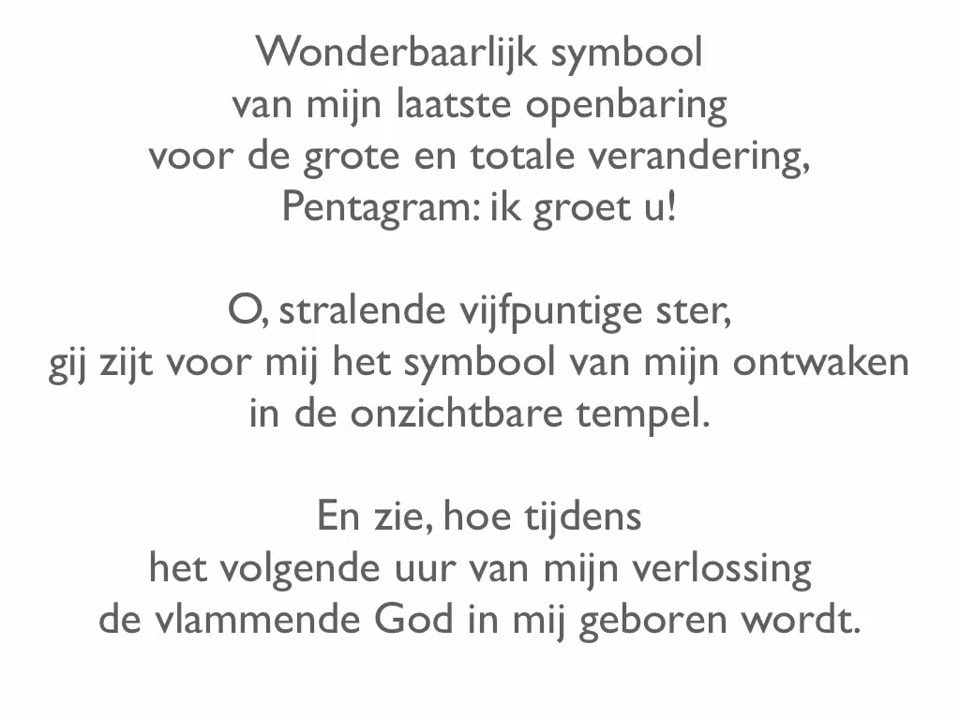 Wonderbaarlijk symbool
van mijn laatste openbaring
voor de grote en totale verandering,
Pentagram: ik groet u!
O, stralende vijfpuntige ster,
gij zijt voor mij het symbool van mijn ontwaken
in de onzichtbare tempel.
En zie, hoe tijdens
het volgende uur van mijn verlossing
de vlammende God in mij geboren wordt.